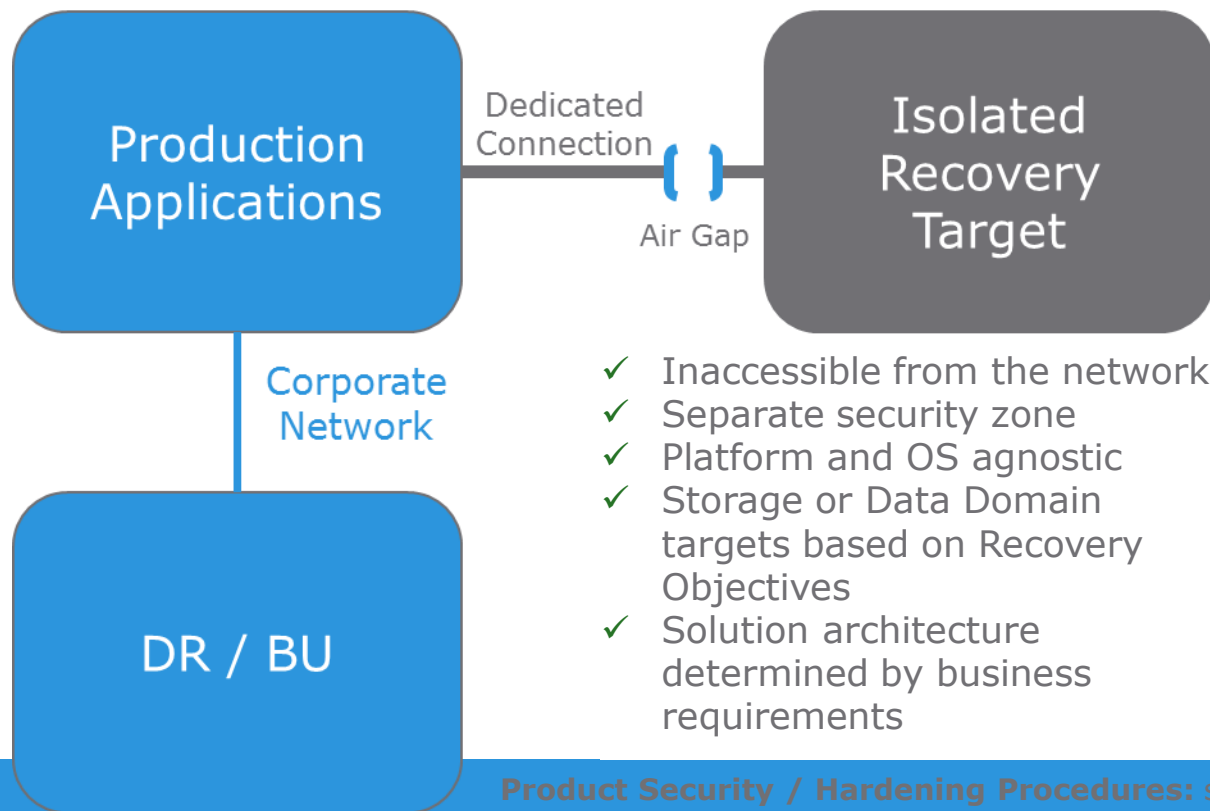 Production
Applications
Dedicated
Connection
Air Gap
Isolated
Recovery
Target
Corporate
Network
DR / BU
✓ Inaccessible from the network
✓ Separate security zone
✓ Platform and OS agnostic
✓ Storage or Data Domain
targets based on Recovery
Objectives
✓ Solution architecture
determined by business
requirements
Product Security / Hardening Procedures: s